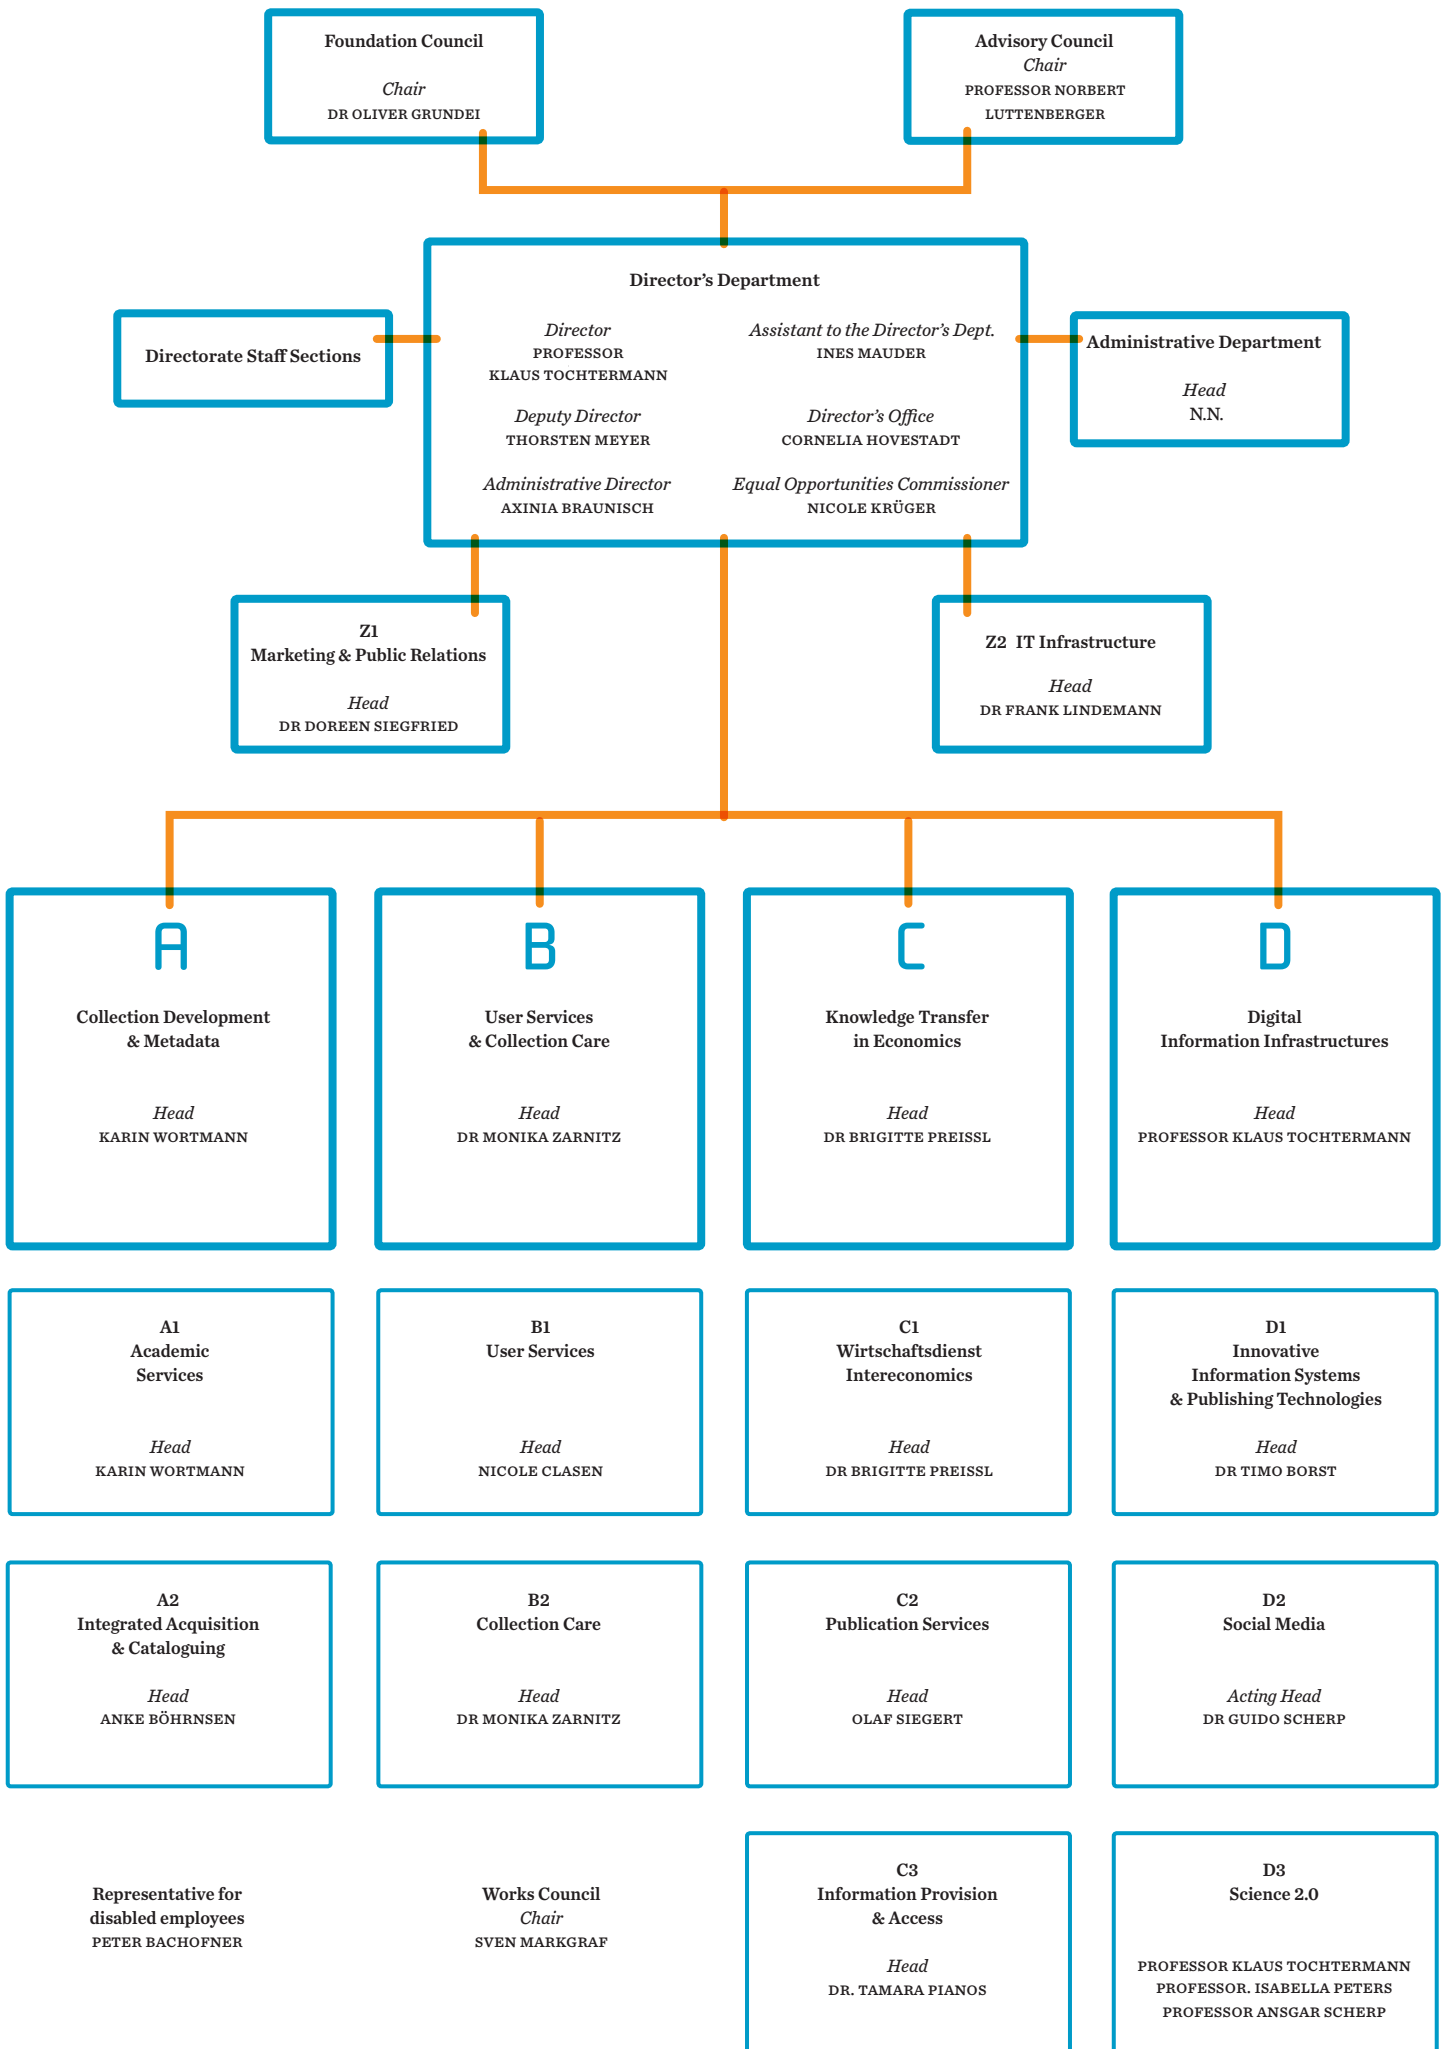 Foundation Council
Chair
DR OLIVER GRUNDEI
Advisory Council
Chair
PROFESSOR NORBERT
LUTTENBERGER
Director's Department
Director
PROFESSOR
KLAUS TOCHTERMANN
Deputy Director
THORSTEN MEYER
Administrative Director
AXINIA BRAUNISCH
Assistant to the Director's Dept.
INES MAUDER
Director's Office
CORNELIA HOVESTADT
Equal Opportunities Commissioner
NICOLE KRÜGER
Directorate Staff Sections
Administrative Department
Head
N.N.
Z1
Marketing & Public Relations
Head
DR DOREEN SIEGFRIED
Z2 IT Infrastructure
Head
DR FRANK LINDEMANN
A
Collection Development
& Metadata
Head
KARIN WORTMANN
B
User Services
& Collection Care
Head
DR MONIKA ZARNITZ
C
Knowledge Transfer
in Economics
Head
DR BRIGITTE PREISSL
D
Digital
Information Infrastructures
Head
PROFESSOR KLAUS TOCHTERMANN
A1
Academic
Services
Head
KARIN WORTMANN
B1
User Services
Head
NICOLE CLASEN
C1
Wirtschaftsdienst
Intereconomics
Head
DR BRIGITTE PREISSL
D1
Innovative
Information Systems
& Publishing Technologies
Head
DR TIMO BORST
A2
Integrated Acquisition
& Cataloguing
Head
ANKE BÖHRNSEN
B2
Collection Care
Head
DR MONIKA ZARNITZ
C2
Publication Services
Head
OLAF SIEGERT
D2
Social Media
Acting Head
DR GUIDO SCHERP
Representative for
disabled employees
PETER BACHOFNER
Works Council
Chair
SVEN MARKGRAF
C3
Information Provision
& Access
Head
DR. TAMARA PIANOS
D3
Science 2.0
PROFESSOR KLAUS TOCHTERMANN
PROFESSOR. ISABELLA PETERS
PROFESSOR ANSGAR SCHERP